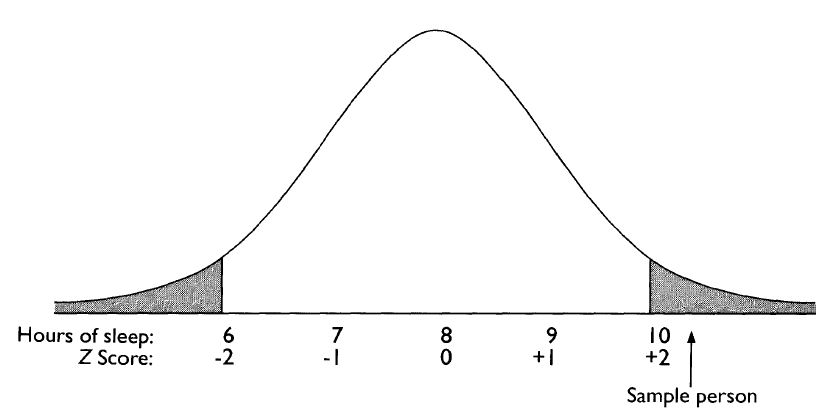 Hours of sleep: 6 7 8 9 10
Z Score: -2 -1 0 +1 +2
Sample person